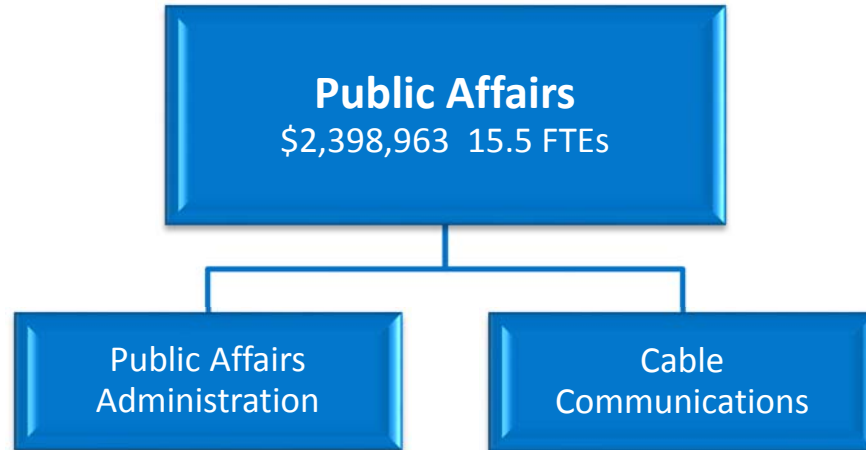 Public Affairs
$2,398,963  15.5 FTEs
Public Affairs
Administration
Cable
Communications